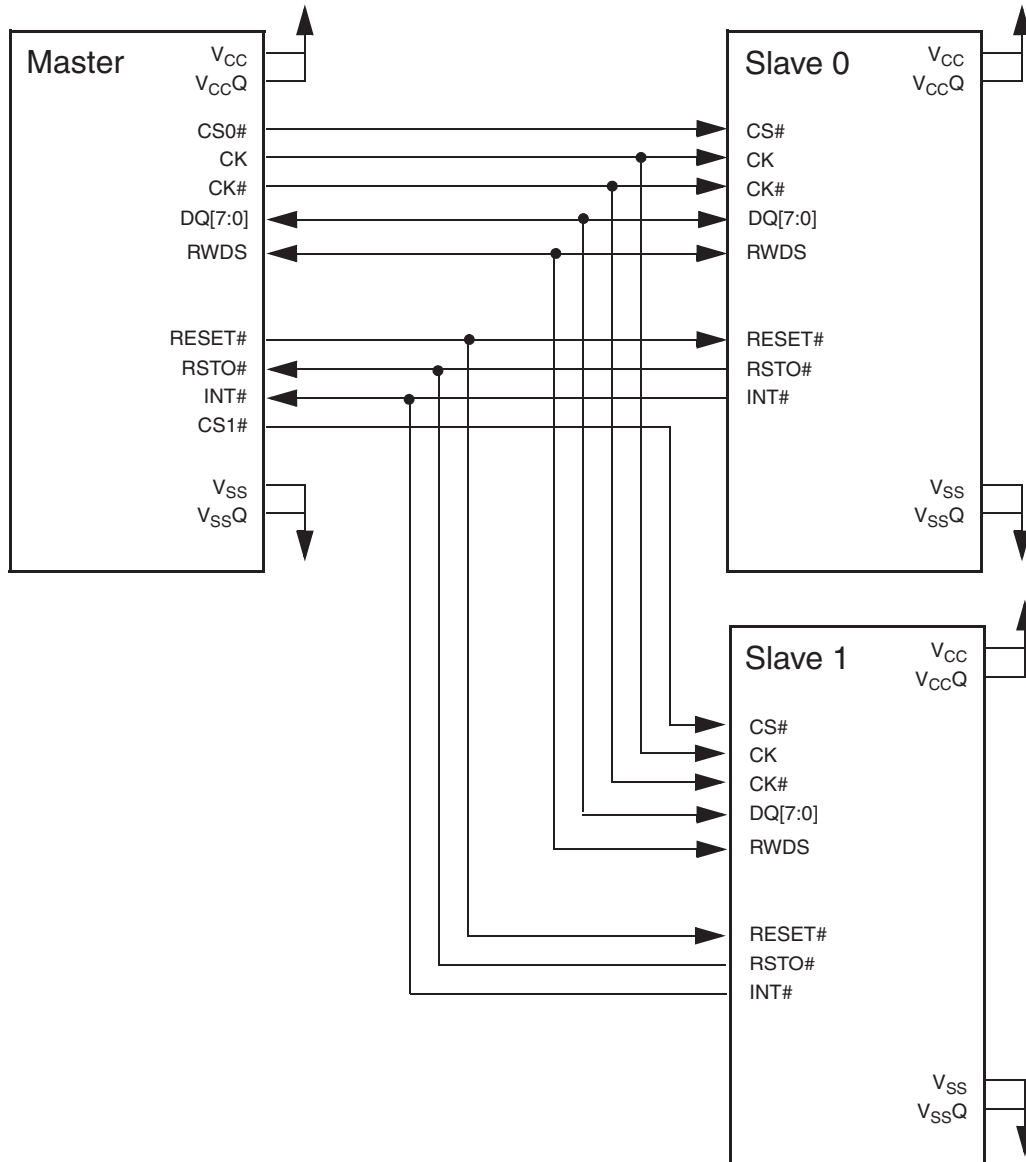 Master
VCC
VCCQ
CS0#
CK
CK#
DQ[7:0]
RWDS
RESET#
RSTO#
INT#
CS1#
VSS
VSSQ
Slave 0
VCC
VCCQ
CS#
CK
CK#
DQ[7:0]
RWDS
RESET#
RSTO#
INT#
VSS
VSSQ
Slave 1
VCC
VCCQ
CS#
CK
CK#
DQ[7:0]
RWDS
RESET#
RSTO#
INT#
VSS
VSSQ